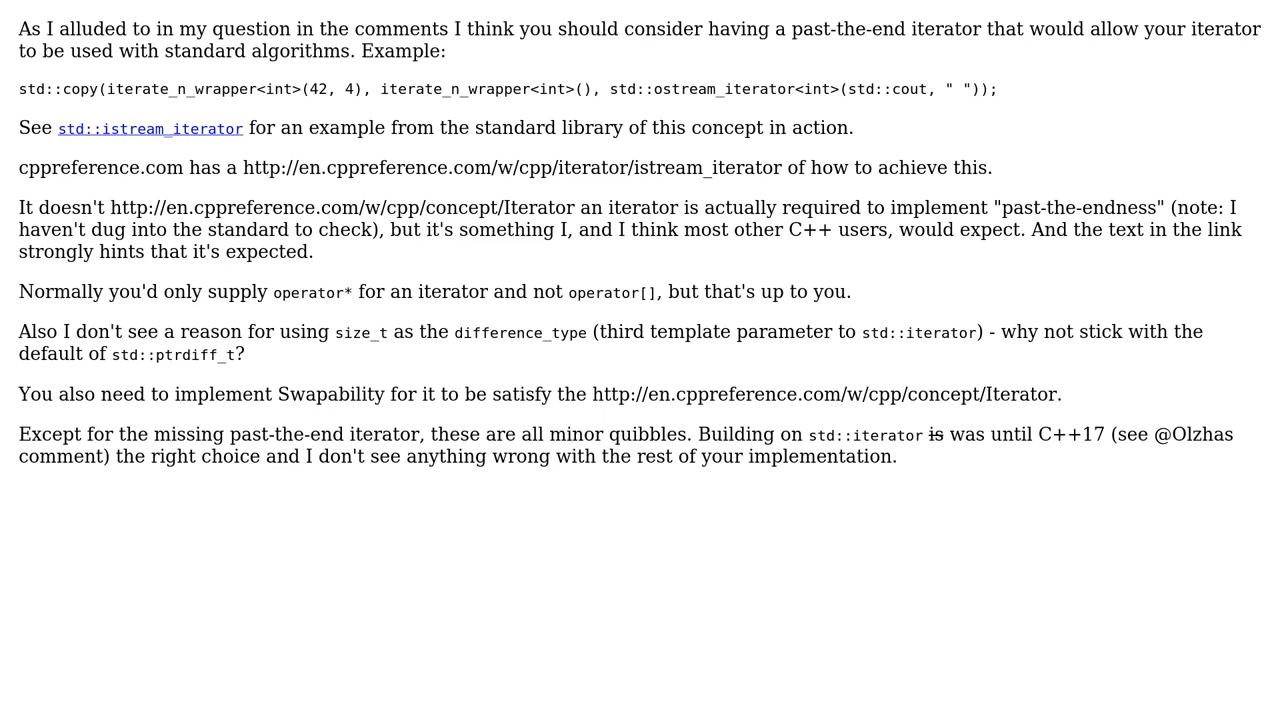 As I alluded to in my question in the comments I think you should consider having a past-the-end iterator that would allow your iterator
to be used with standard algorithms. Example:
std::copy(iterate_n_wrapper<int>(42, 4), iterate_n_wrapper<int>(), std::ostream_iterator<int>(std::cout, " "));
See std::istream_iterator for an example from the standard library of this concept in action.
cppreference.com has a http://en.cppreference.com/w/cpp/iterator/istream_iterator of how to achieve this.
It doesn't http://en.cppreference.com/w/cpp/concept/Iterator an iterator is actually required to implement "past-the-endness" (note: I
haven't dug into the standard to check), but it's something I, and I think most other C++ users, would expect. And the text in the link
strongly hints that it's expected.
Normally you'd only supply operator* for an iterator and not operator[], but that's up to you.
Also I don't see a reason for using size_t as the difference_type (third template parameter to std::iterator) - why not stick with the
default of std::ptrdiff_t?
You also need to implement Swapability for it to be satisfy the http://en.cppreference.com/w/cpp/concept/Iterator.
Except for the missing past-the-end iterator, these are all minor quibbles. Building on std::iterator is was until C++17 (see @Olzhas
comment) the right choice and I don't see anything wrong with the rest of your implementation.